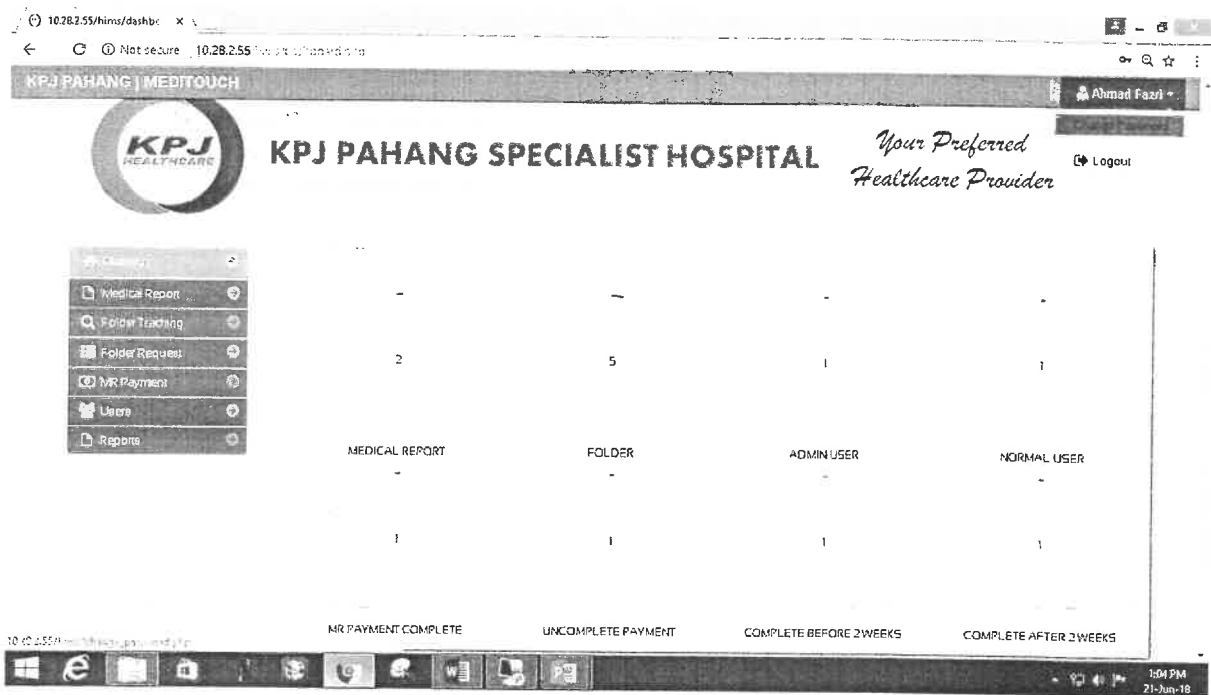 10.28.2.55/hims/dashbc
Not secure 10.28.2.55
KPJ PAHANG | MEDITOUCH
Ahmad Fazri
KPJ
HEALTHCARE
KPJ PAHANG SPECIALIST HOSPITAL
Your Preferred
Healthcare Provider
Logout
Medical Report
Folder Tracking
Folder Request
MR Payment
Users
Reports
2 5 1 1
MEDICAL REPORT FOLDER ADMIN USER NORMAL USER
1 1 1 1
MR PAYMENT COMPLETE UNCOMPLETE PAYMENT COMPLETE BEFORE 2WEEKS COMPLETE AFTER 2WEEKS
1:04 PM
21-Jun-18